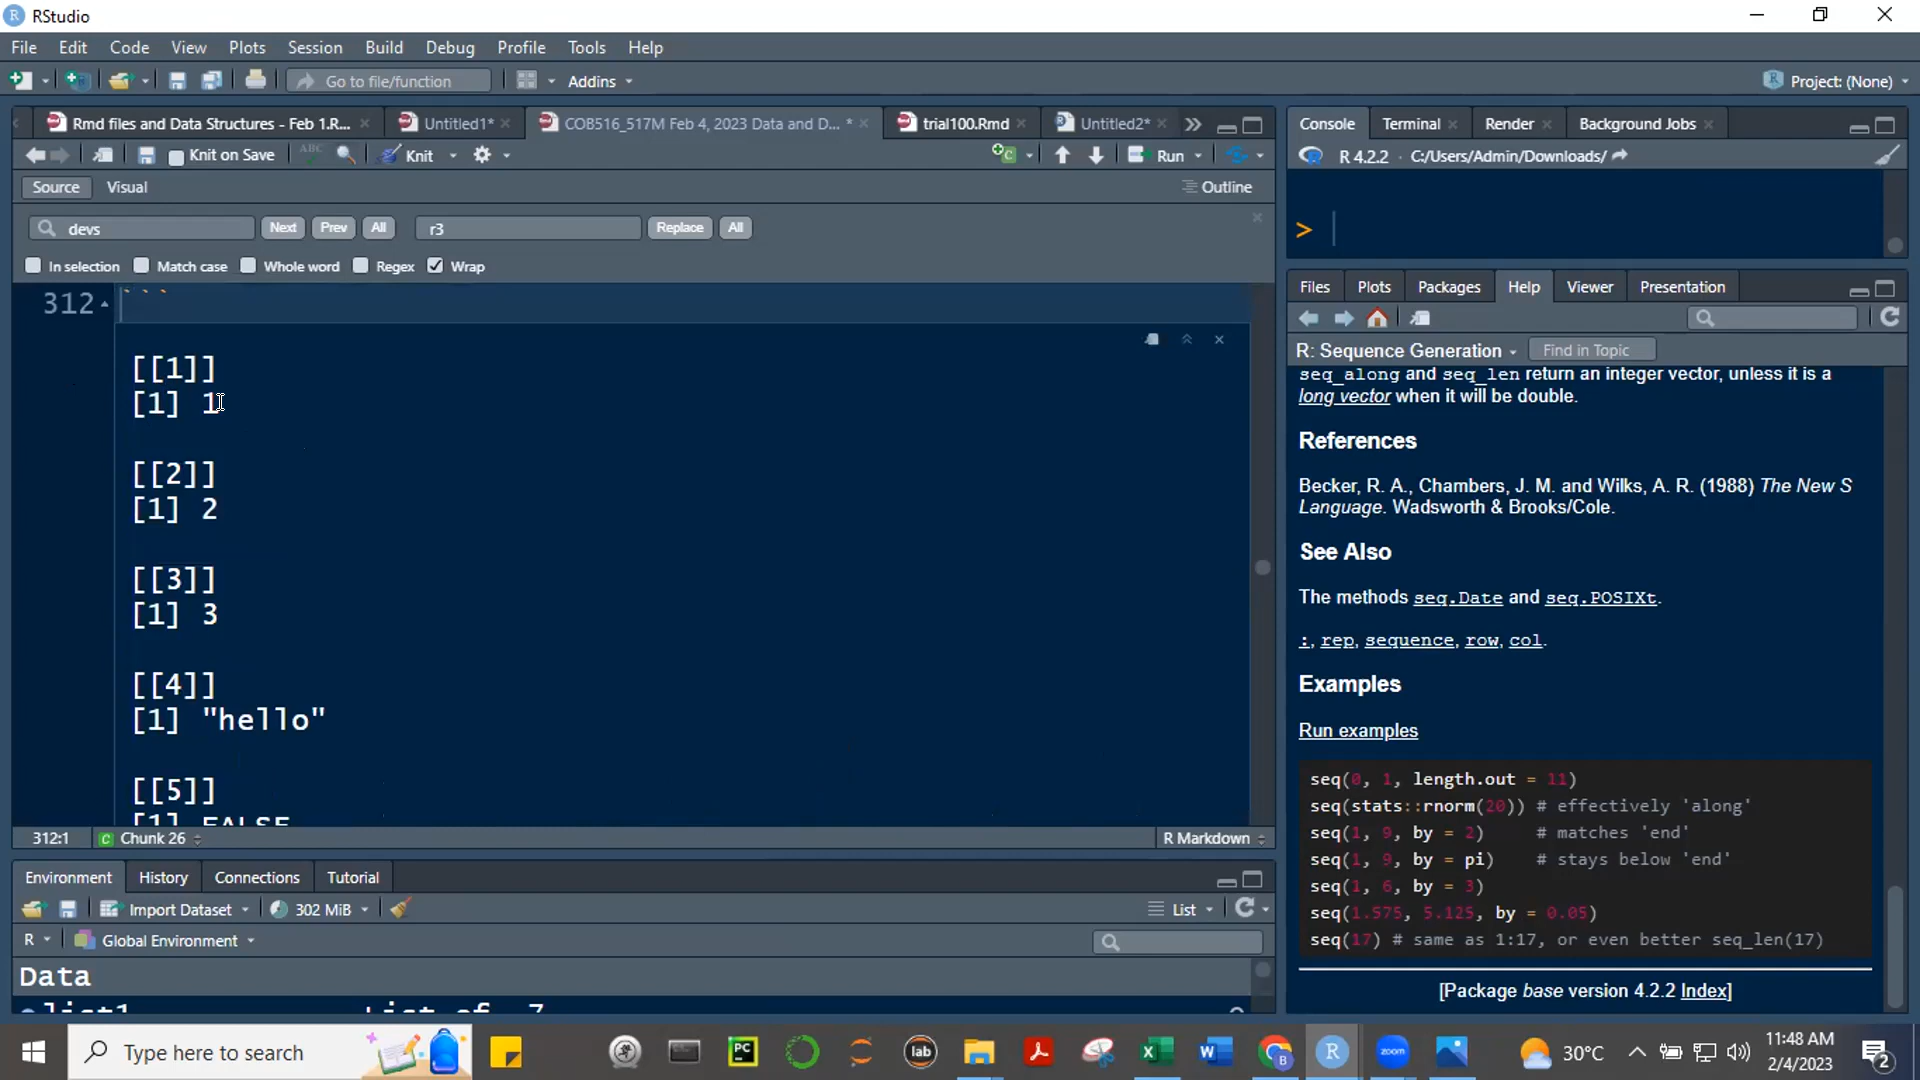 RStudio
File Edit Code View Plots Session Build Debug Profile Tools Help
Go to file/function Addins Project: (None)
Rmd files and Data Structures - Feb 1.R... Untitled1* COB516_517M Feb 4, 2023 Data and D... * trial100.Rmd Untitled2*
Knit on Save Knit Run
Source Visual Outline
devs Next Prev All r3 Replace All
In selection Match case Whole word Regex Wrap
312
```
[[1]]
[1] 1
[[2]]
[1] 2
[[3]]
[1] 3
[[4]]
[1] "hello"
[[5]]
[1] FALSE
312:1 Chunk 26 R Markdown
Environment History Connections Tutorial
Import Dataset 302 MiB List
R Global Environment
Data
list1 List of 7
Console Terminal Render Background Jobs
R 4.2.2 · C:/Users/Admin/Downloads/
>
Files Plots Packages Help Viewer Presentation
R: Sequence Generation Find in Topic
seq_along and seq_len return an integer vector, unless it is a
long vector when it will be double.
References
Becker, R. A., Chambers, J. M. and Wilks, A. R. (1988) The New S
Language. Wadsworth & Brooks/Cole.
See Also
The methods seq.Date and seq.POSIXt.
:, rep, sequence, row, col.
Examples
Run examples
seq(0, 1, length.out = 11)
seq(stats::rnorm(20)) # effectively 'along'
seq(1, 9, by = 2) # matches 'end'
seq(1, 9, by = pi) # stays below 'end'
seq(1, 6, by = 3)
seq(1.575, 5.125, by = 0.05)
seq(17) # same as 1:17, or even better seq_len(17)
[Package base version 4.2.2 Index]
Type here to search
PC
lab
zoom
30°C
11:48 AM
2/4/2023
2